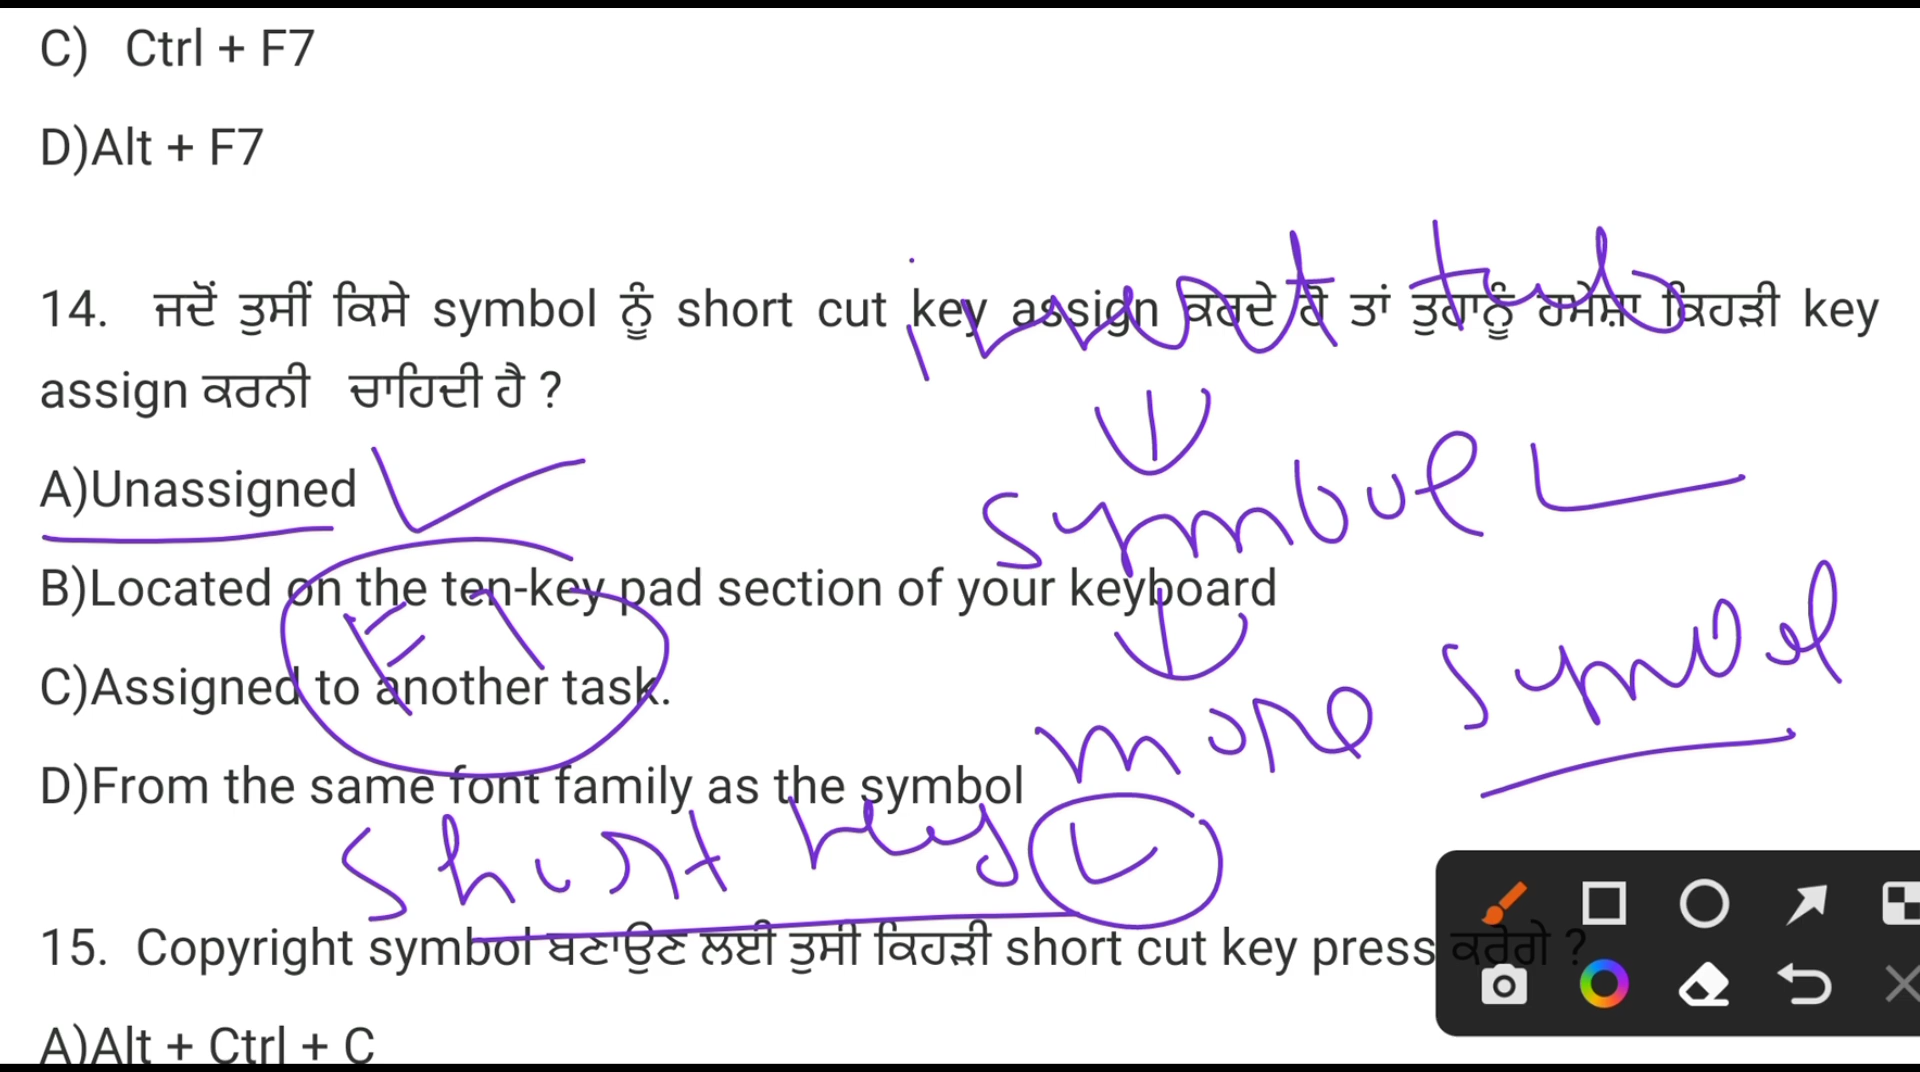 C) Ctrl + F7
D)Alt + F7
14. ਜਦੋਂ ਤੁਸੀਂ ਕਿਸੇ symbol ਨੂੰ short cut key assign ਕਰਦੇ ਹੋ ਤਾਂ ਤੁਹਾਨੂੰ ਹਮੇਸ਼ਾ ਕਿਹੜੀ key
insert tab
assign ਕਰਨੀ ਚਾਹਿਦੀ ਹੈ ?
A)Unassigned
symbol
B)Located on the ten-key pad section of your keyboard
F7
C)Assigned to another task.
more symbol
D)From the same font family as the symbol
short key
15. Copyright symbol ਬਣਾਉਣ ਲਈ ਤੁਸੀ ਕਿਹੜੀ short cut key press ਕਰੋਗੇ ?
A)Alt + Ctrl + C